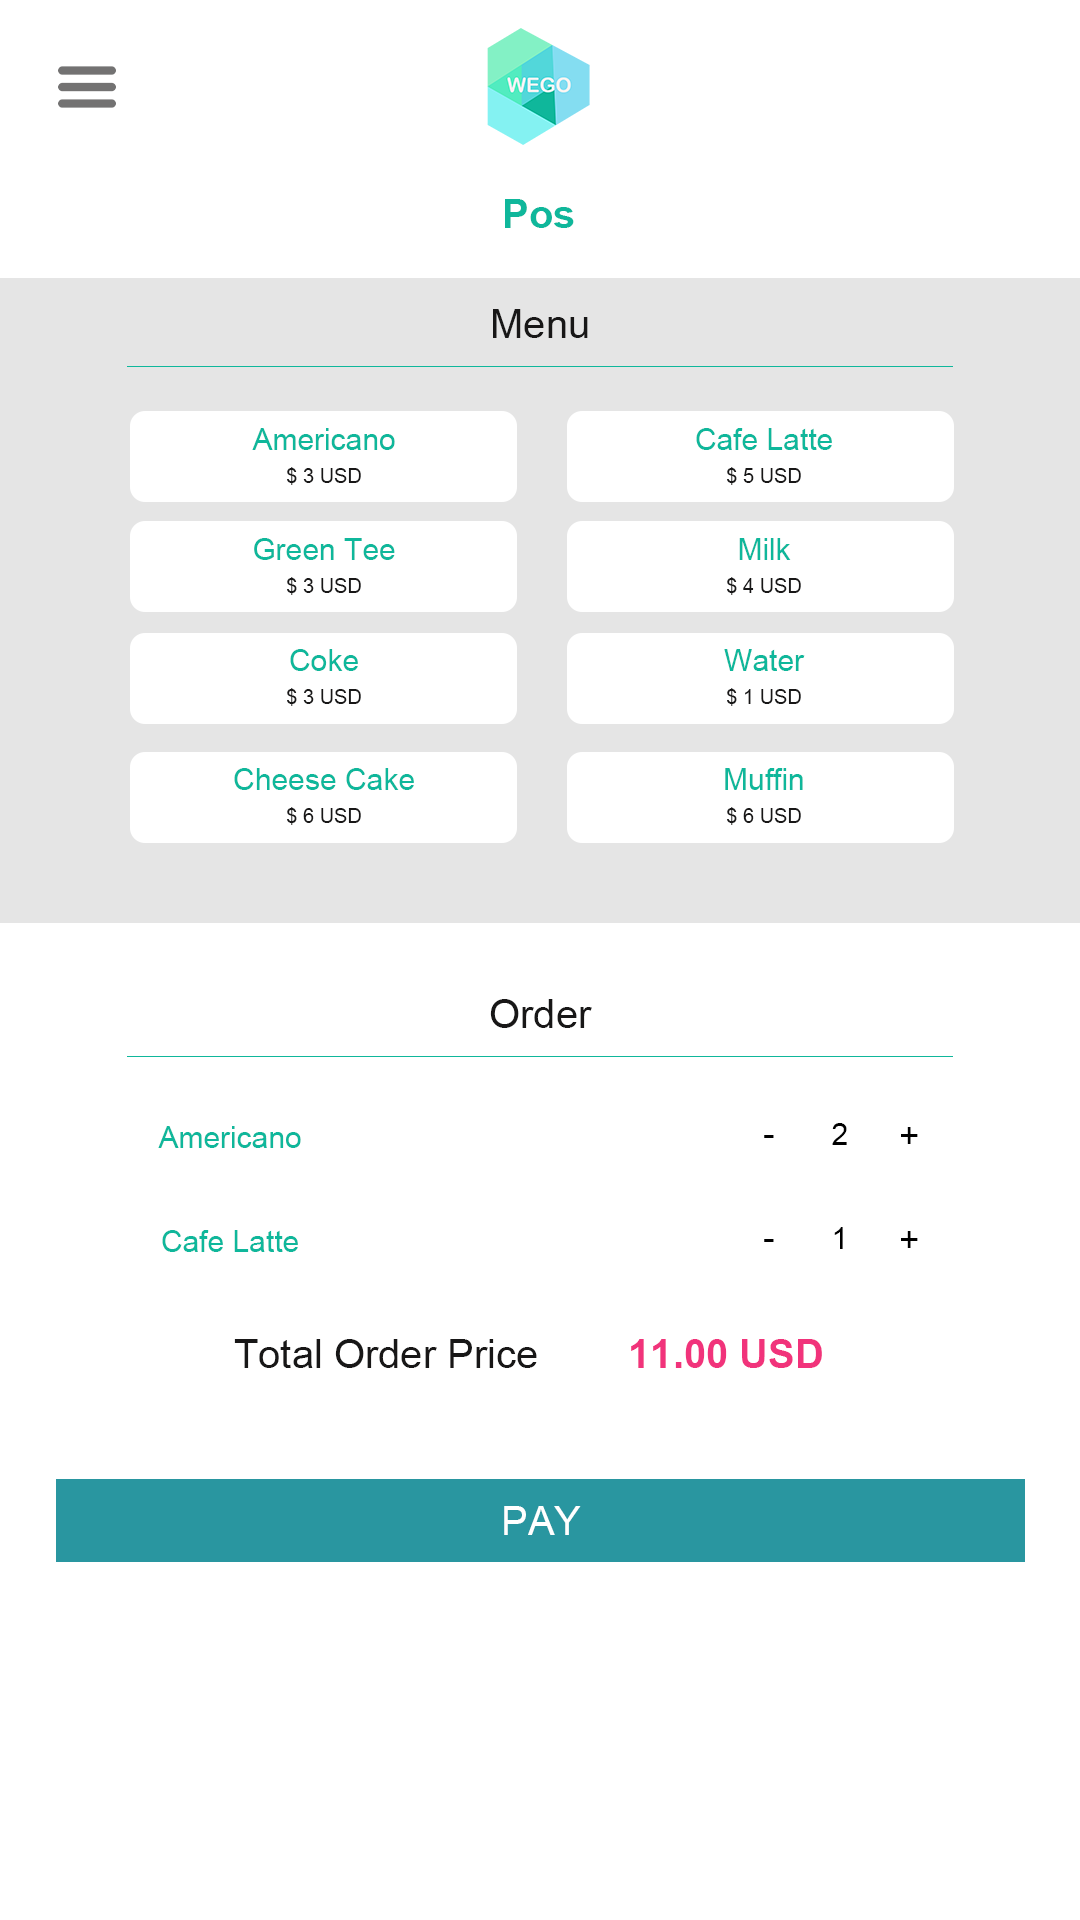 WEGO
Pos
Menu
Americano
$ 3 USD
Cafe Latte
$ 5 USD
Green Tee
$ 3 USD
Milk
$ 4 USD
Coke
$ 3 USD
Water
$ 1 USD
Cheese Cake
$ 6 USD
Muffin
$ 6 USD
Order
Americano - 2 +
Cafe Latte - 1 +
Total Order Price 11.00 USD
PAY